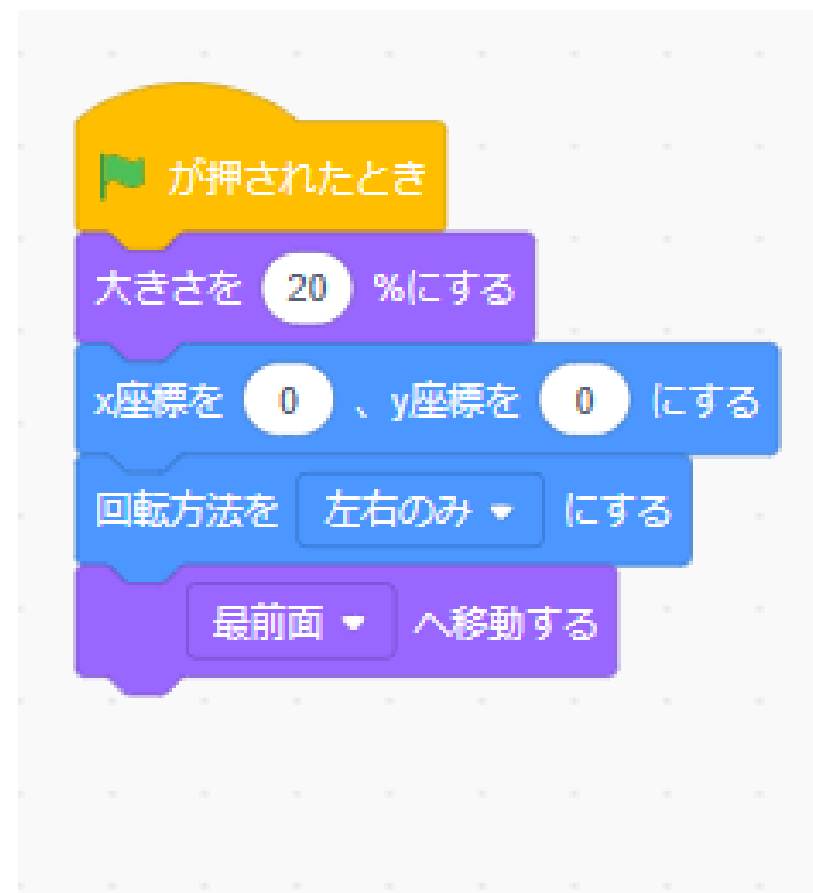 が押されたとき
大きさを 20 %にする
x座標を 0 、y座標を 0 にする
回転方法を 左右のみ にする
最前面 へ移動する